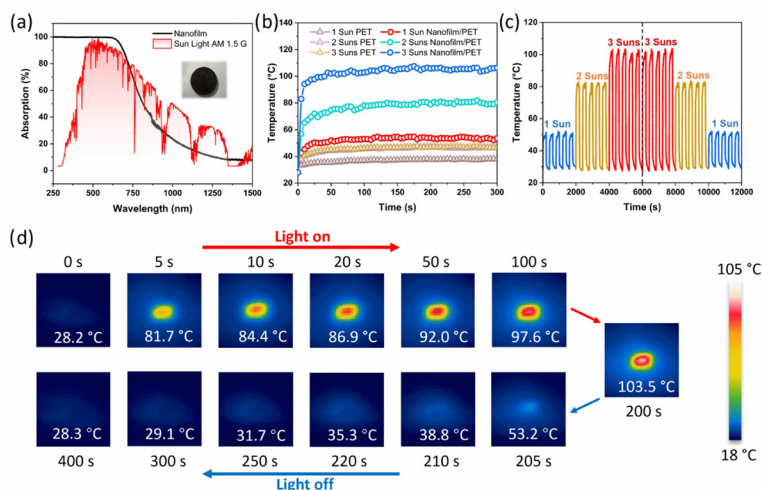 (a)
Nanofilm
Sun Light AM 1.5 G
100
90
80
70
60
50
40
30
20
10
0
Absorption (%)
250 500 750 1000 1250 1500
Wavelength (nm)
(b)
1 Sun PET 1 Sun Nanofilm/PET
2 Suns PET 2 Suns Nanofilm/PET
3 Suns PET 3 Suns Nanofilm/PET
140
120
100
80
60
40
20
Temperature (°C)
0 50 100 150 200 250 300
Time (s)
(c)
3 Suns 3 Suns
2 Suns 2 Suns
1 Sun 1 Sun
120
100
80
60
40
20
Temperature (°C)
0 2000 4000 6000 8000 10000 12000
Time (s)
(d)
Light on
0 s 5 s 10 s 20 s 50 s 100 s
28.2 °C 81.7 °C 84.4 °C 86.9 °C 92.0 °C 97.6 °C
103.5 °C
200 s
28.3 °C 29.1 °C 31.7 °C 35.3 °C 38.8 °C 53.2 °C
400 s 300 s 250 s 220 s 210 s 205 s
Light off
105 °C
18 °C